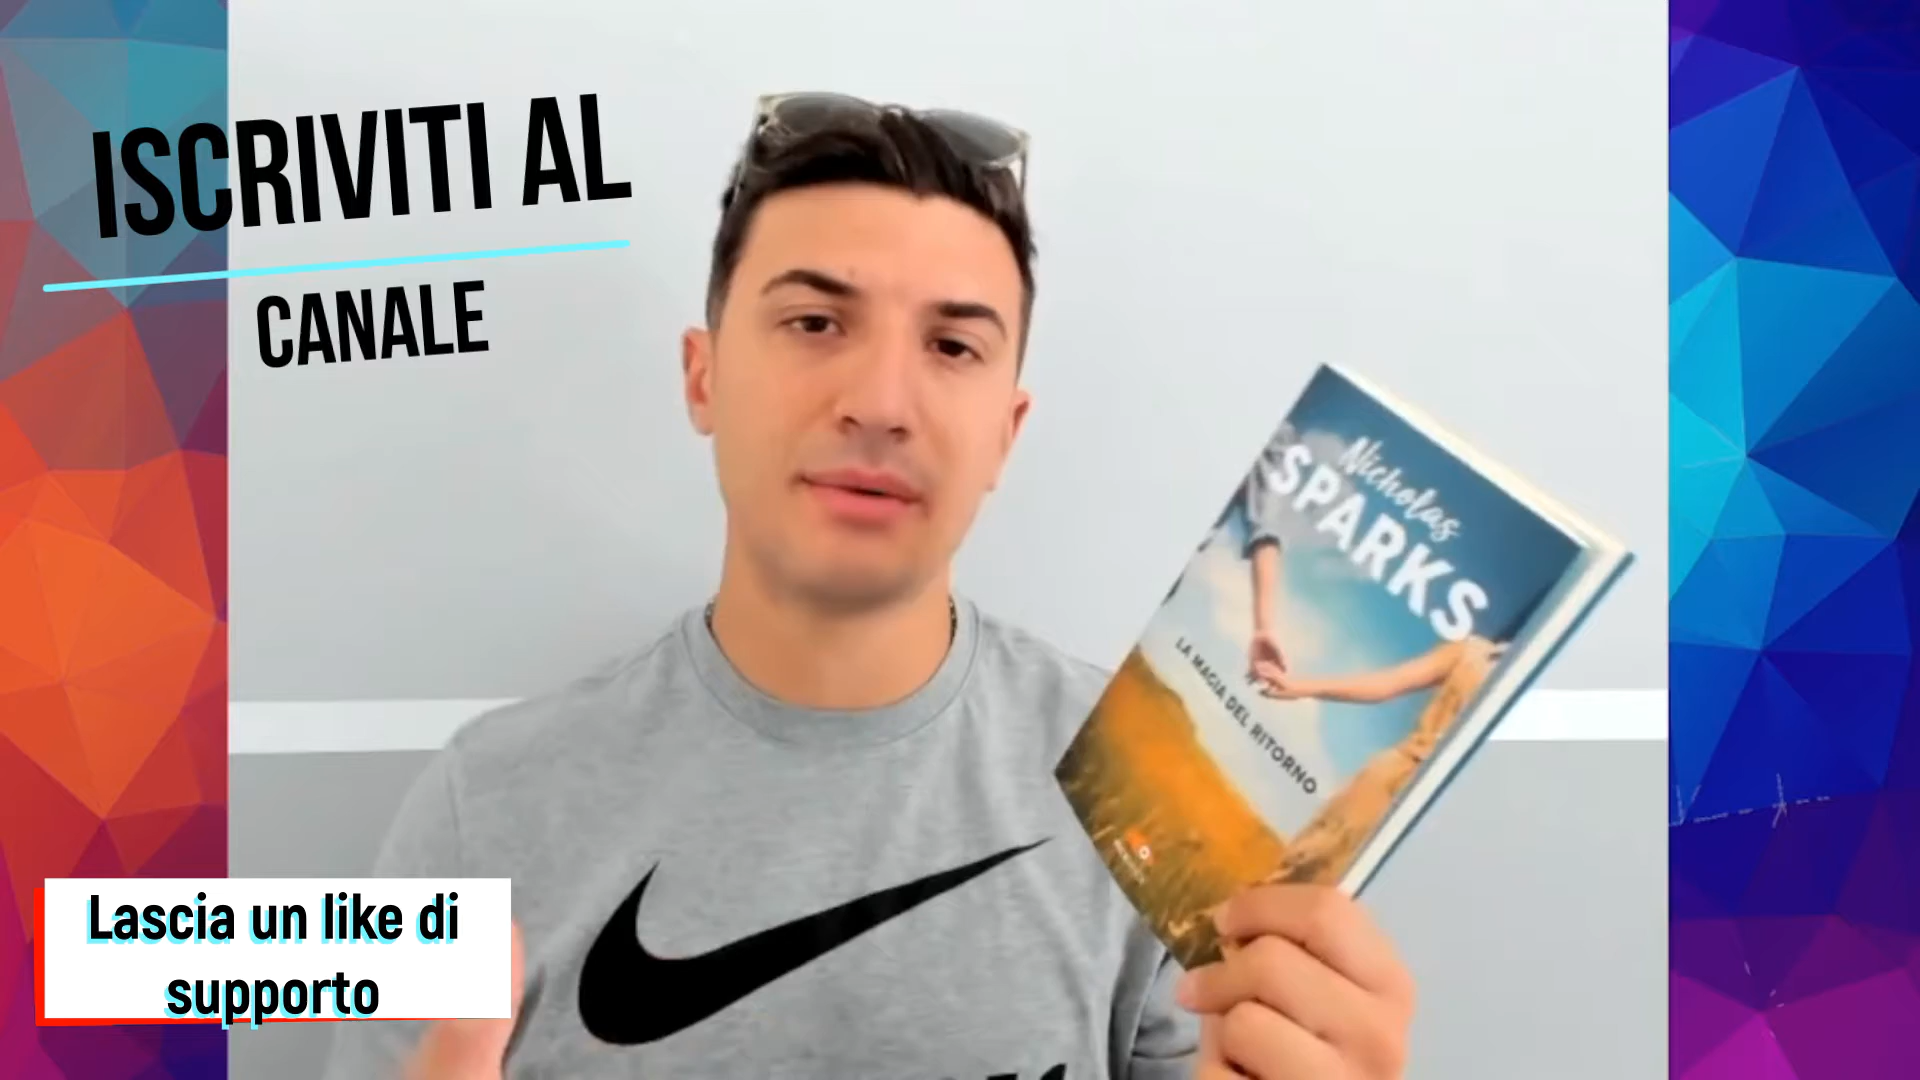 ISCRIVITI AL
CANALE
Nicholas
SPARKS
LA MAGIA DEL RITORNO
Lascia un like di
supporto